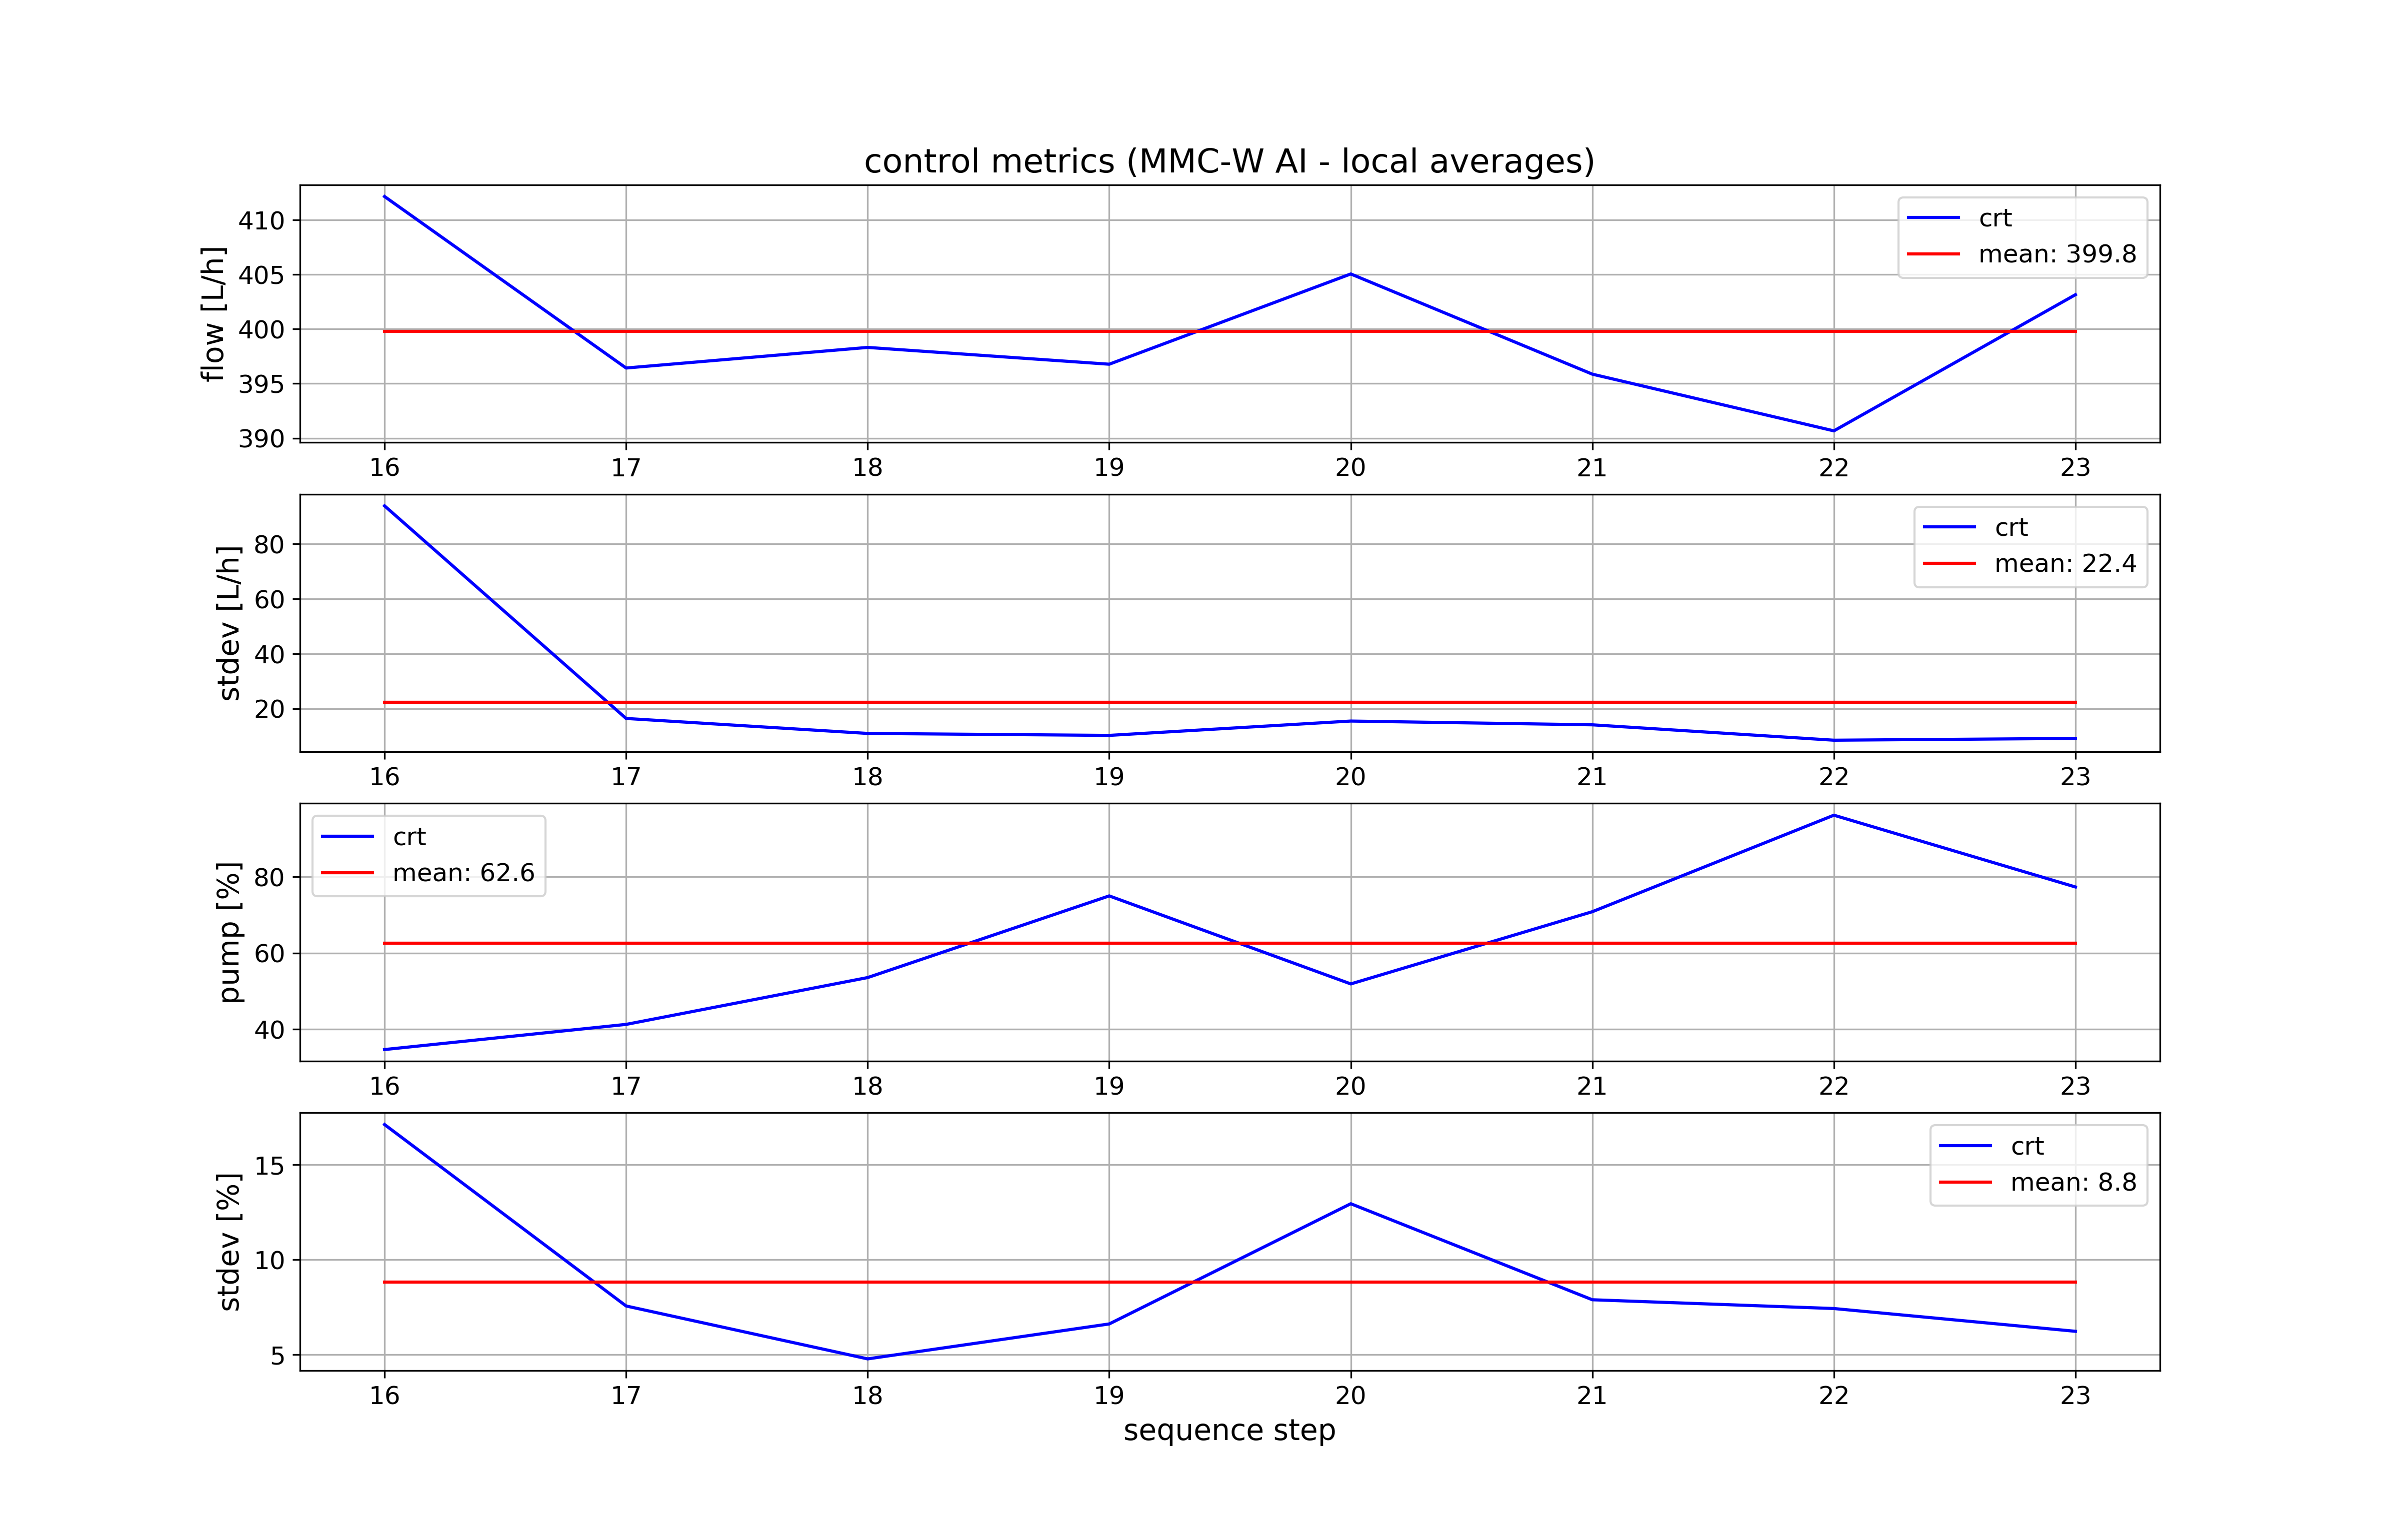 control metrics (MMC-W AI - local averages)
flow [L/h]
410
405
400
395
390
crt
mean: 399.8
16 17 18 19 20 21 22 23
stdev [L/h]
80
60
40
20
crt
mean: 22.4
16 17 18 19 20 21 22 23
pump [%]
80
60
40
crt
mean: 62.6
16 17 18 19 20 21 22 23
stdev [%]
15
10
5
crt
mean: 8.8
16 17 18 19 20 21 22 23
sequence step